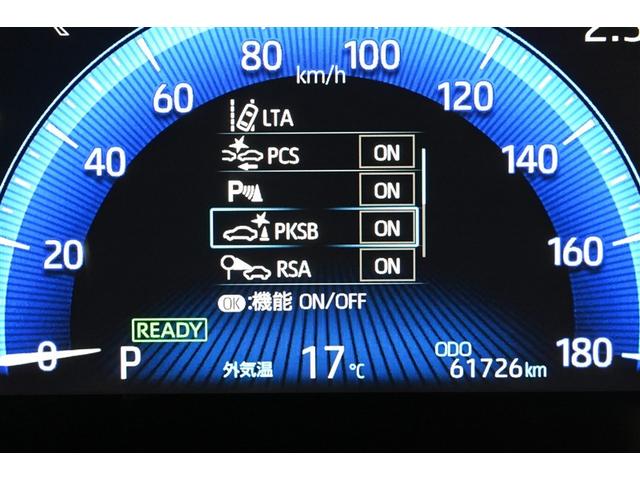 80 100
km/h
60 120
40 140
20 160
0 180
LTA
PCS ON
P ON
PKSB ON
RSA ON
OK:機能 ON/OFF
READY
P 外気温 17℃ ODO 61726km